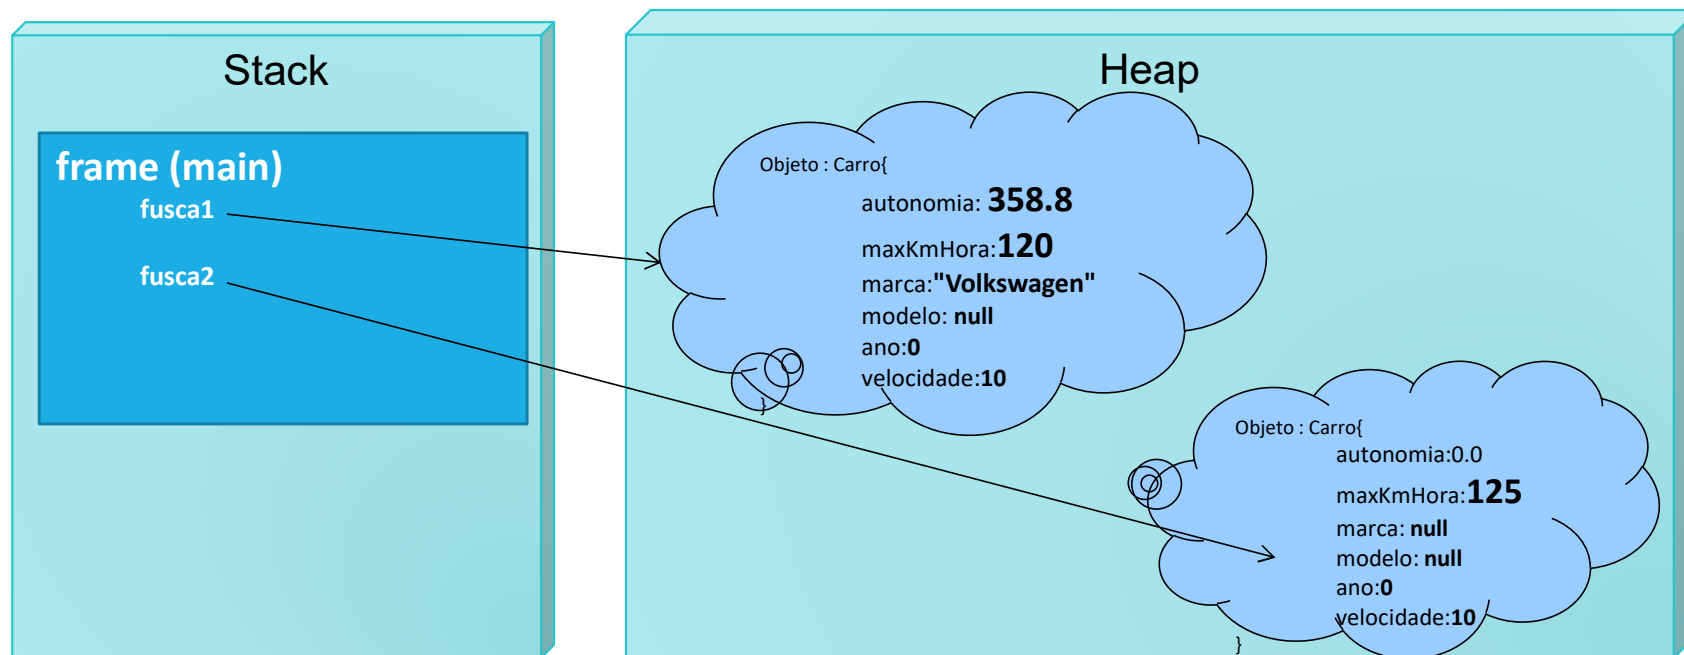 Stack
frame (main)
fusca1
fusca2
Heap
Objeto : Carro{
autonomia: 358.8
maxKmHora:120
marca:"Volkswagen"
modelo: null
ano:0
velocidade:10
}
Objeto : Carro{
autonomia:0.0
maxKmHora:125
marca: null
modelo: null
ano:0
velocidade:10
}